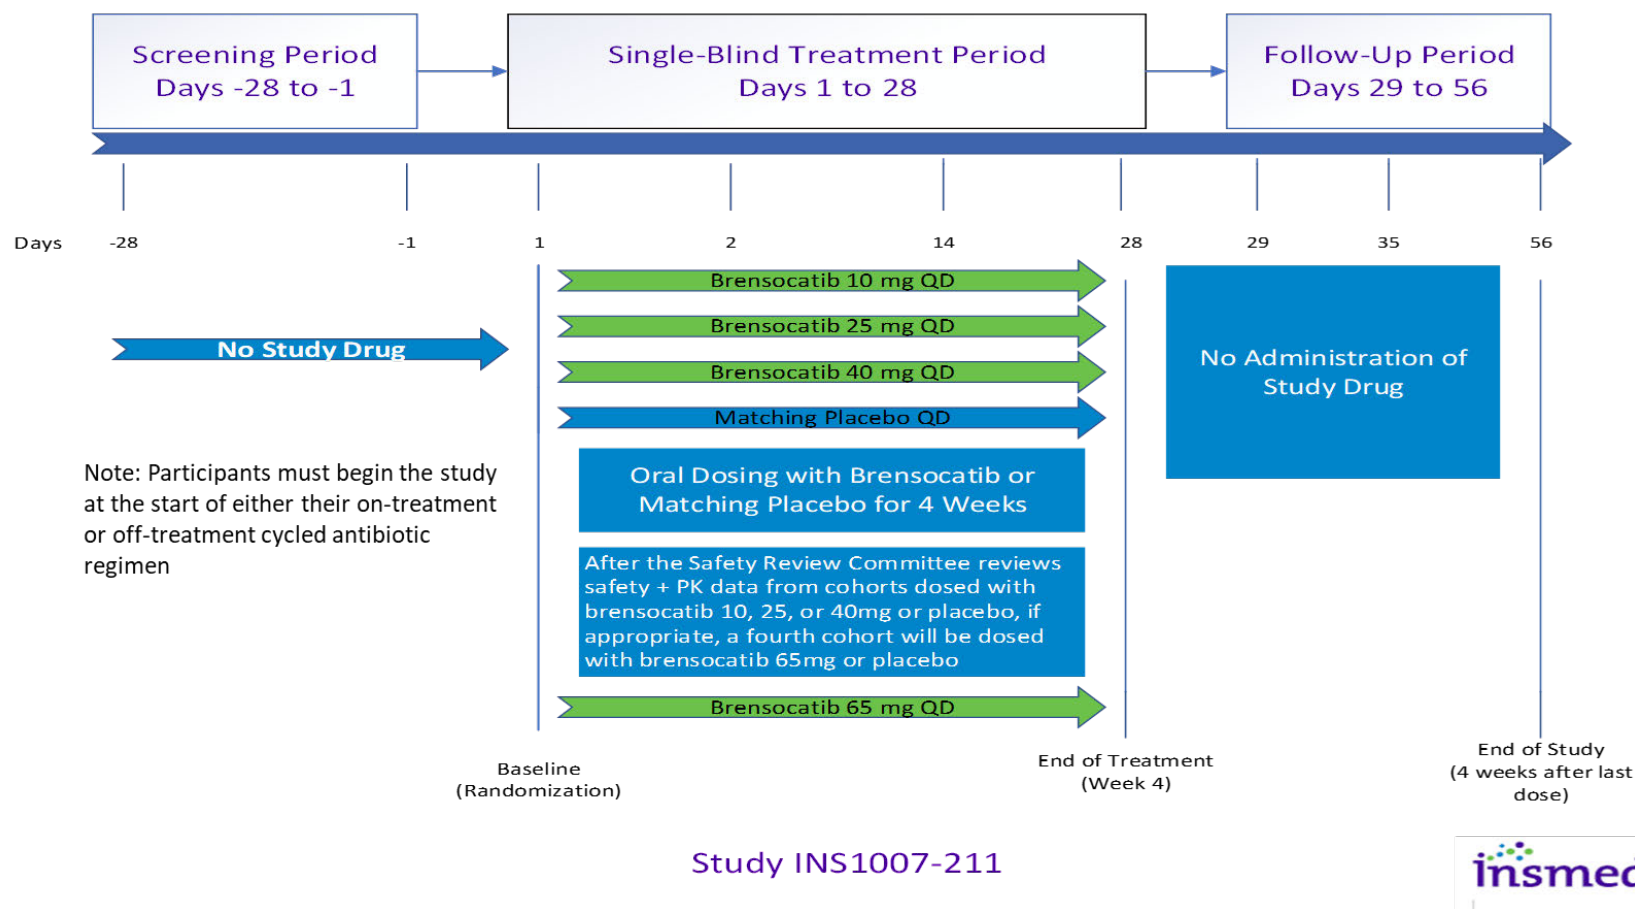 Screening Period
Days -28 to -1
Single-Blind Treatment Period
Days 1 to 28
Follow-Up Period
Days 29 to 56
Days -28 -1 1 2 14 28 29 35 56
Brensocatib 10 mg QD
Brensocatib 25 mg QD
Brensocatib 40 mg QD
Matching Placebo QD
No Study Drug
No Administration of
Study Drug
Note: Participants must begin the study
at the start of either their on-treatment
or off-treatment cycled antibiotic
regimen
Oral Dosing with Brensocatib or
Matching Placebo for 4 Weeks
After the Safety Review Committee reviews
safety + PK data from cohorts dosed with
brensocatib 10, 25, or 40mg or placebo, if
appropriate, a fourth cohort will be dosed
with brensocatib 65mg or placebo
Brensocatib 65 mg QD
Baseline
(Randomization)
End of Treatment
(Week 4)
End of Study
(4 weeks after last
dose)
Study INS1007-211
insmed